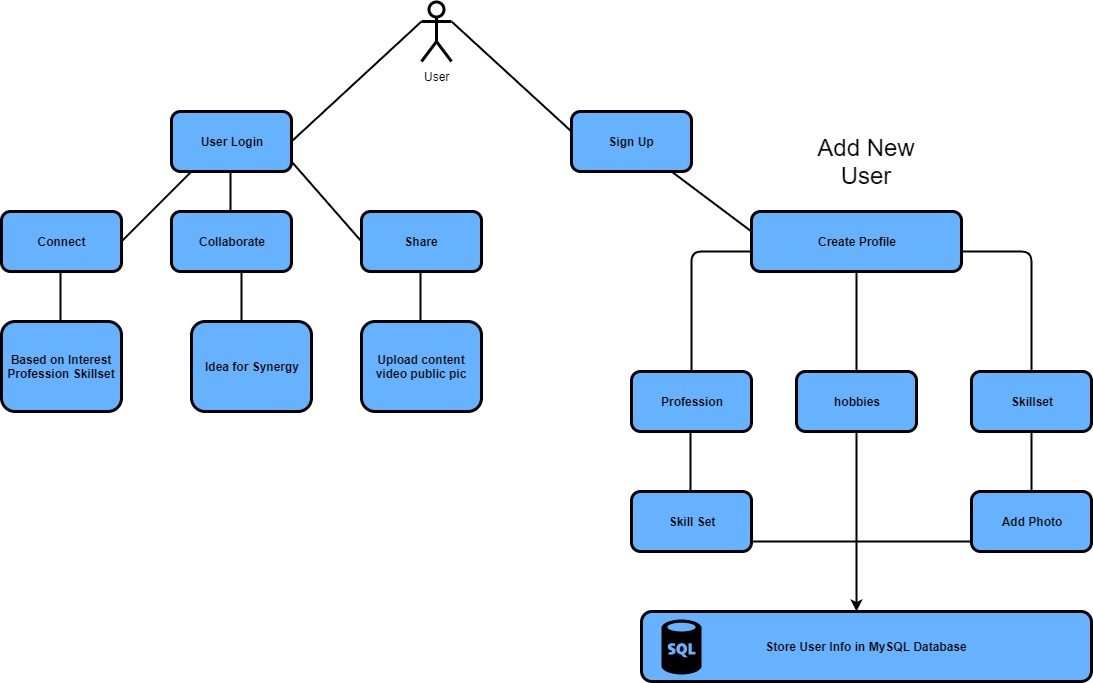 User
User Login
Sign Up
Add New
User
Connect
Collaborate
Share
Create Profile
Based on Interest
Profession Skillset
Idea for Synergy
Upload content
video public pic
Profession
hobbies
Skillset
Skill Set
Add Photo
SQL
Store User Info in MySQL Database